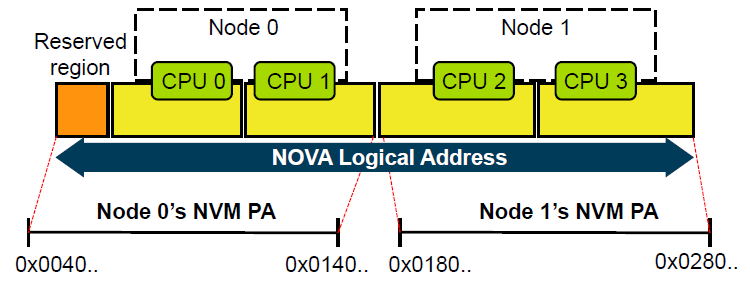 Node 0
Node 1
Reserved
region
CPU 0
CPU 1
CPU 2
CPU 3
NOVA Logical Address
Node 0's NVM PA
Node 1's NVM PA
0x0040..
0x0140..
0x0180..
0x0280..